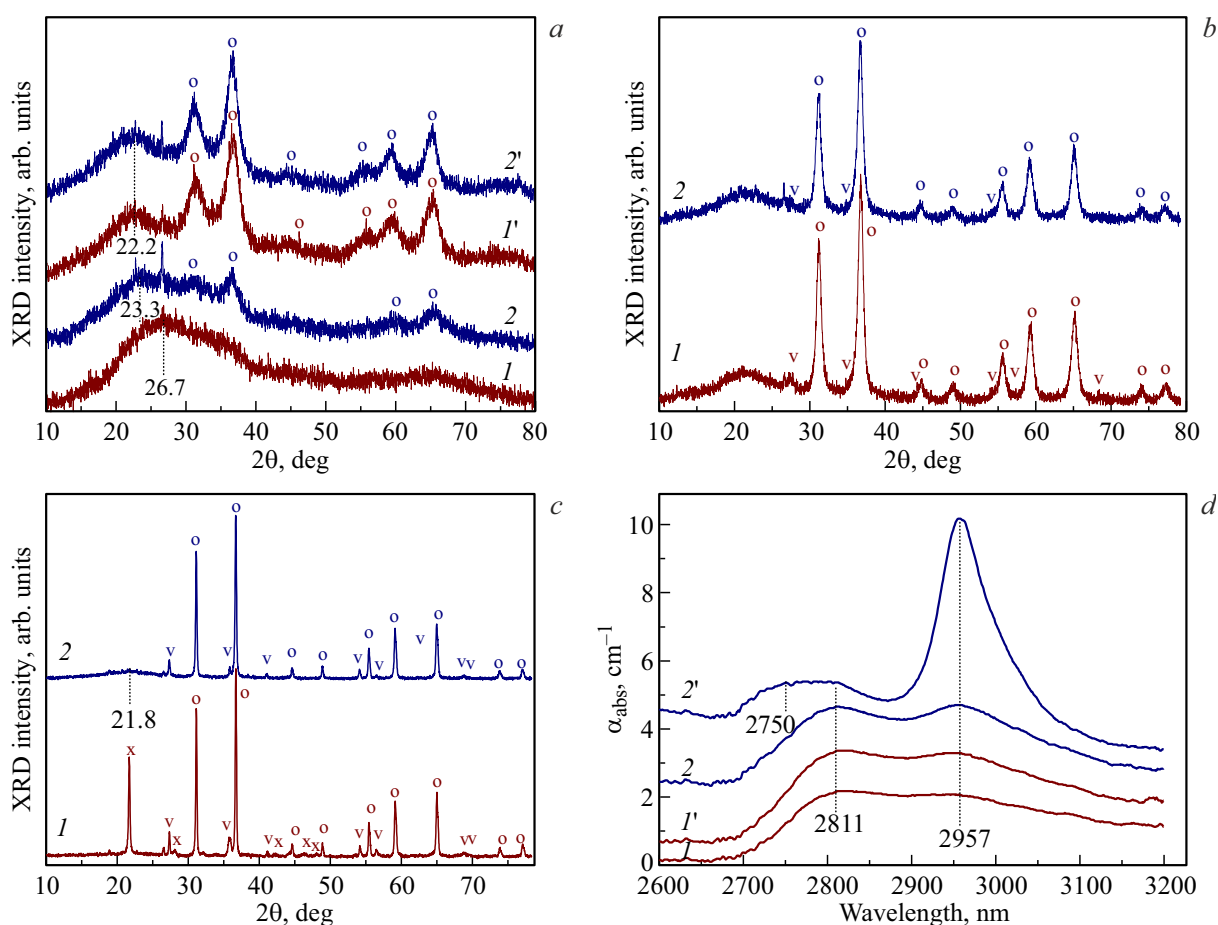 a
XRD intensity, arb. units
o
o
o
o
o
o
o
2'
o
o
o
o
o
o
1'
22.2
o
o
o
o
2
23.3
1
26.7
10 20 30 40 50 60 70 80
2θ, deg
b
XRD intensity, arb. units
o
o
2
v
v
o
o
v
o
o
o
o
o
1
o
o
v
v
v
o
o
v
o
v
o
o
v
o
o
10 20 30 40 50 60 70 80
2θ, deg
c
XRD intensity, arb. units
2
o
o
v
v
v
o
o
v
o
v
o
v
o
vv
o
o
21.8
1
x
v
x
o
v
o
v
x
o
xx
o
v
o
v
o
o
vv
o
o
10 20 30 40 50 60 70
2θ, deg
d
αabs, cm−1
10
8
6
4
2
0
2'
2750
2
1'
2811
2957
1
2600 2700 2800 2900 3000 3100 3200
Wavelength, nm